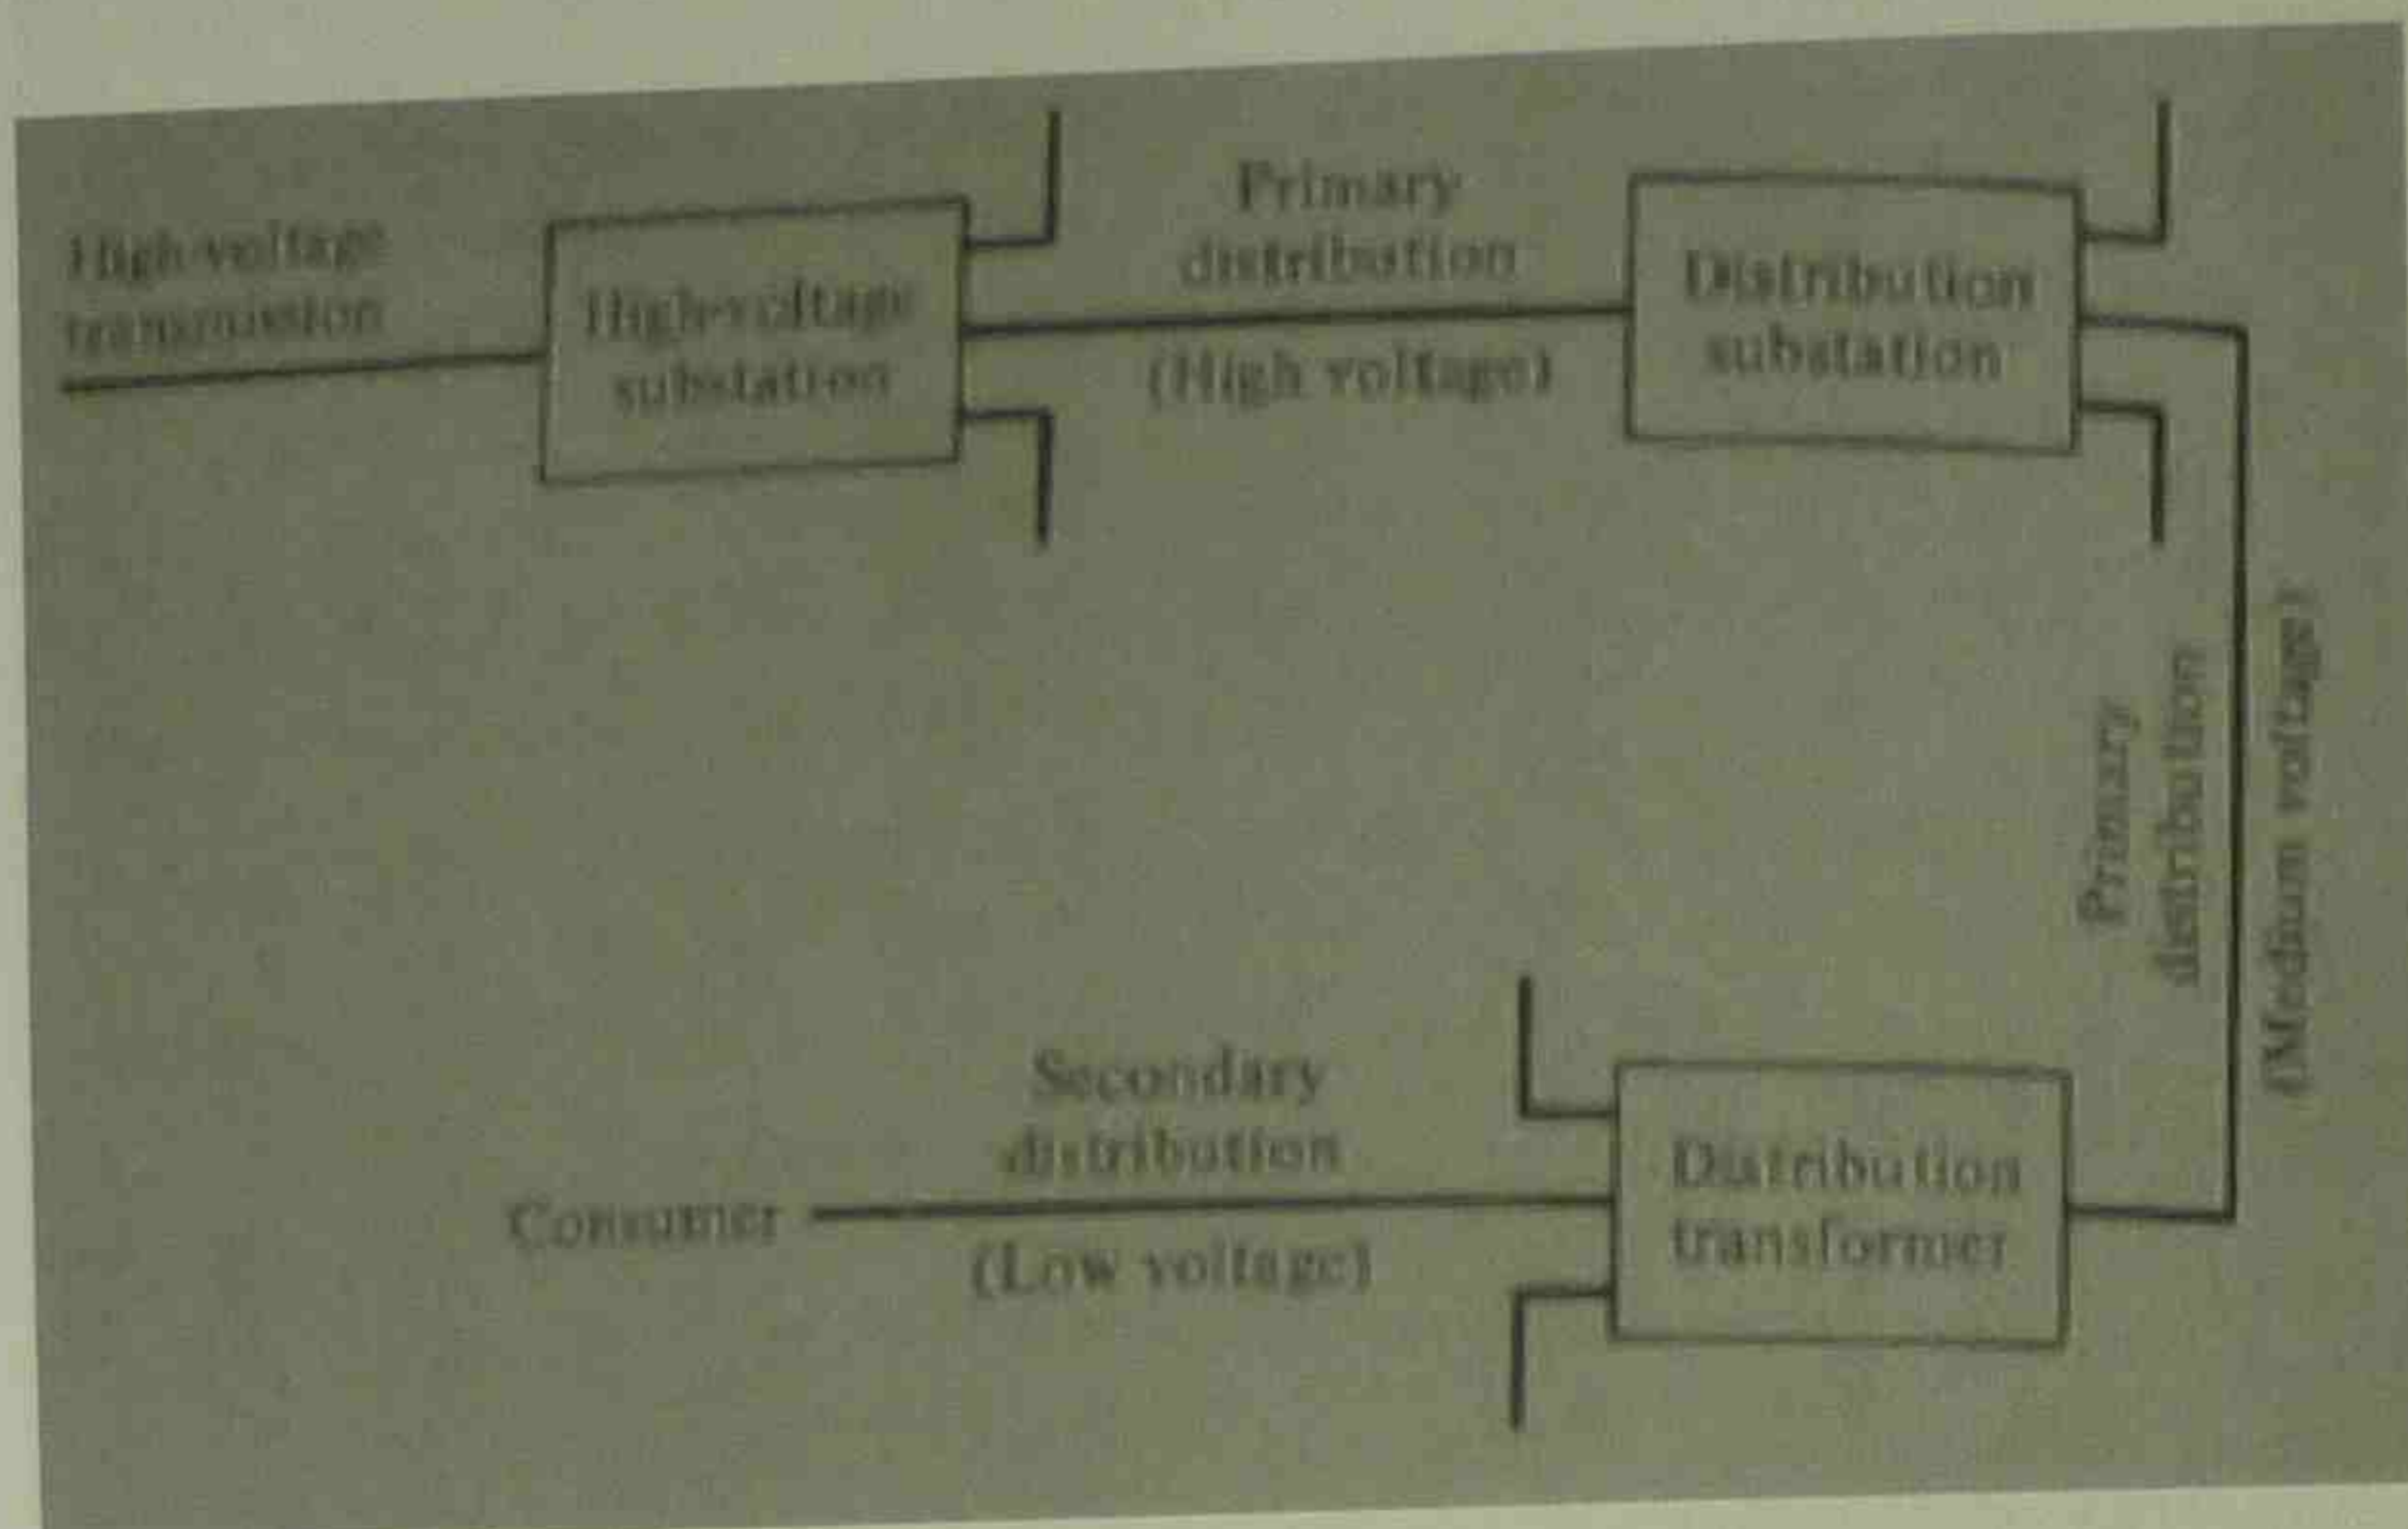 High-voltage
transmission
High-voltage
substation
Primary
distribution
(High voltage)
Distribution
substation
Primary
distribution
(Medium voltage)
Distribution
transformer
Secondary
distribution
(Low voltage)
Consumer